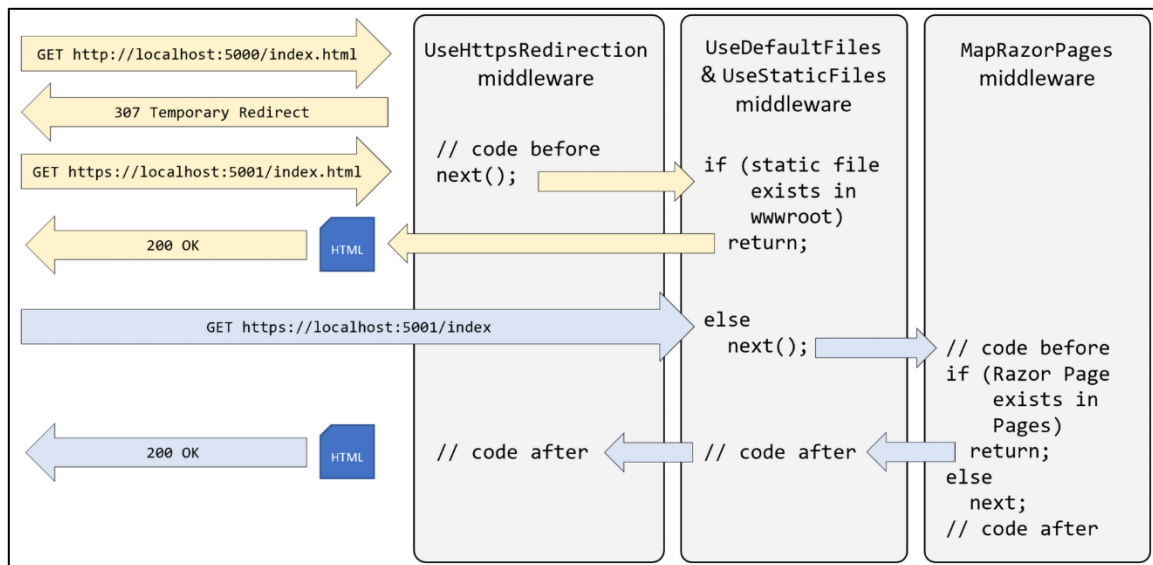 GET http://localhost:5000/index.html
307 Temporary Redirect
GET https://localhost:5001/index.html
200 OK
HTML
GET https://localhost:5001/index
200 OK
HTML
UseHttpsRedirection
middleware
// code before
next();
// code after
UseDefaultFiles
& UseStaticFiles
middleware
if (static file
exists in
wwwroot)
return;
else
next();
// code after
MapRazorPages
middleware
// code before
if (Razor Page
exists in
Pages)
return;
else
next;
// code after